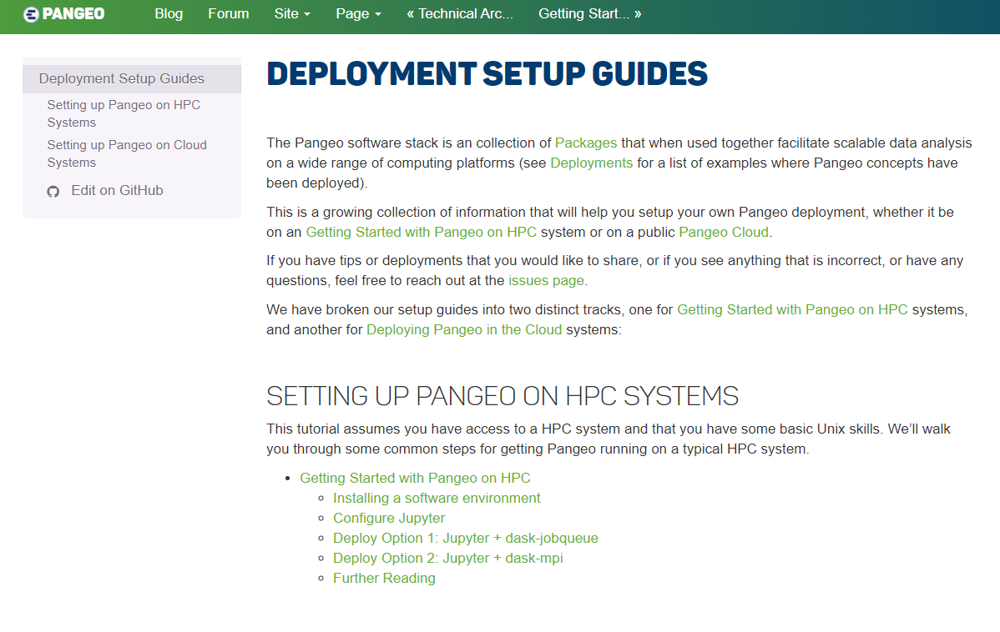 PANGEO Blog Forum Site Page « Technical Arc... Getting Start... »
Deployment Setup Guides
Setting up Pangeo on HPC
Systems
Setting up Pangeo on Cloud
Systems
Edit on GitHub
DEPLOYMENT SETUP GUIDES
The Pangeo software stack is an collection of Packages that when used together facilitate scalable data analysis
on a wide range of computing platforms (see Deployments for a list of examples where Pangeo concepts have
been deployed).
This is a growing collection of information that will help you setup your own Pangeo deployment, whether it be
on an Getting Started with Pangeo on HPC system or on a public Pangeo Cloud.
If you have tips or deployments that you would like to share, or if you see anything that is incorrect, or have any
questions, feel free to reach out at the issues page.
We have broken our setup guides into two distinct tracks, one for Getting Started with Pangeo on HPC systems,
and another for Deploying Pangeo in the Cloud systems:
SETTING UP PANGEO ON HPC SYSTEMS
This tutorial assumes you have access to a HPC system and that you have some basic Unix skills. We’ll walk
you through some common steps for getting Pangeo running on a typical HPC system.
• Getting Started with Pangeo on HPC
◦ Installing a software environment
◦ Configure Jupyter
◦ Deploy Option 1: Jupyter + dask-jobqueue
◦ Deploy Option 2: Jupyter + dask-mpi
◦ Further Reading